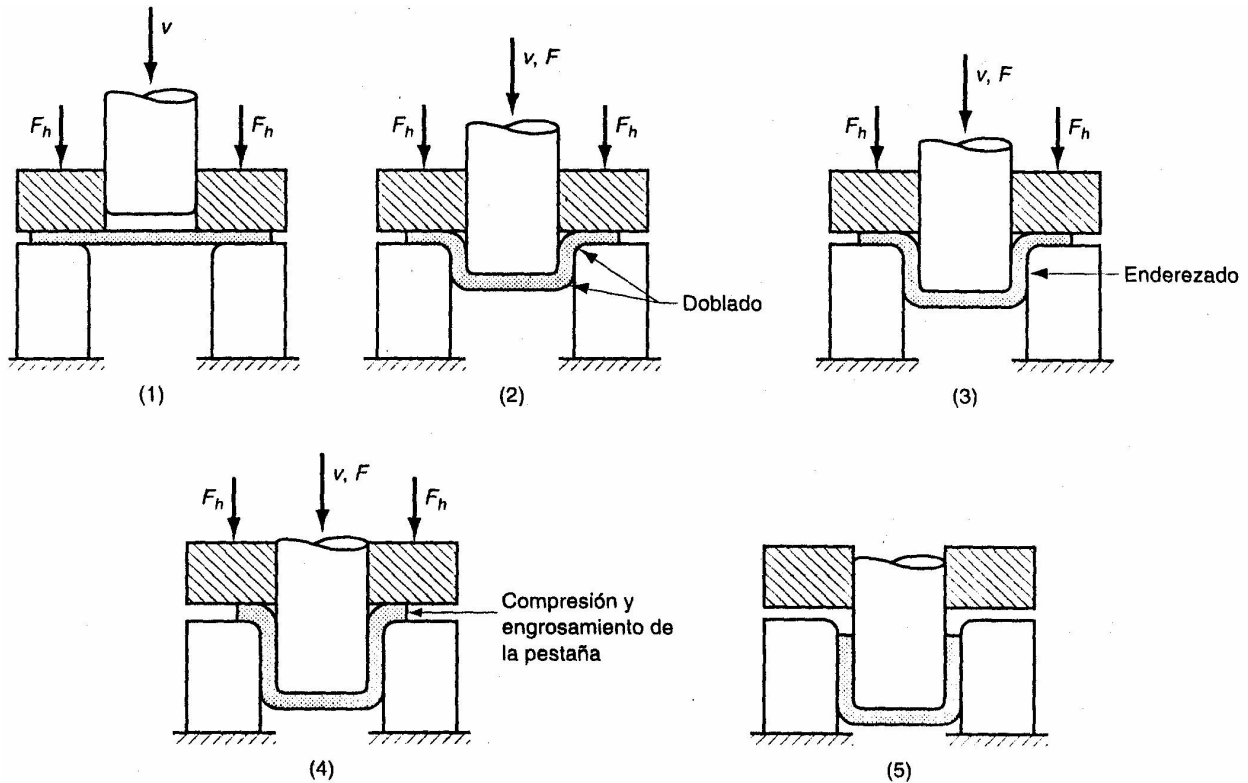 v
F_h
F_h
(1)
v, F
F_h
F_h
Doblado
(2)
v, F
F_h
F_h
Enderezado
(3)
v, F
F_h
F_h
Compresión y
engrosamiento de
la pestaña
(4)
(5)